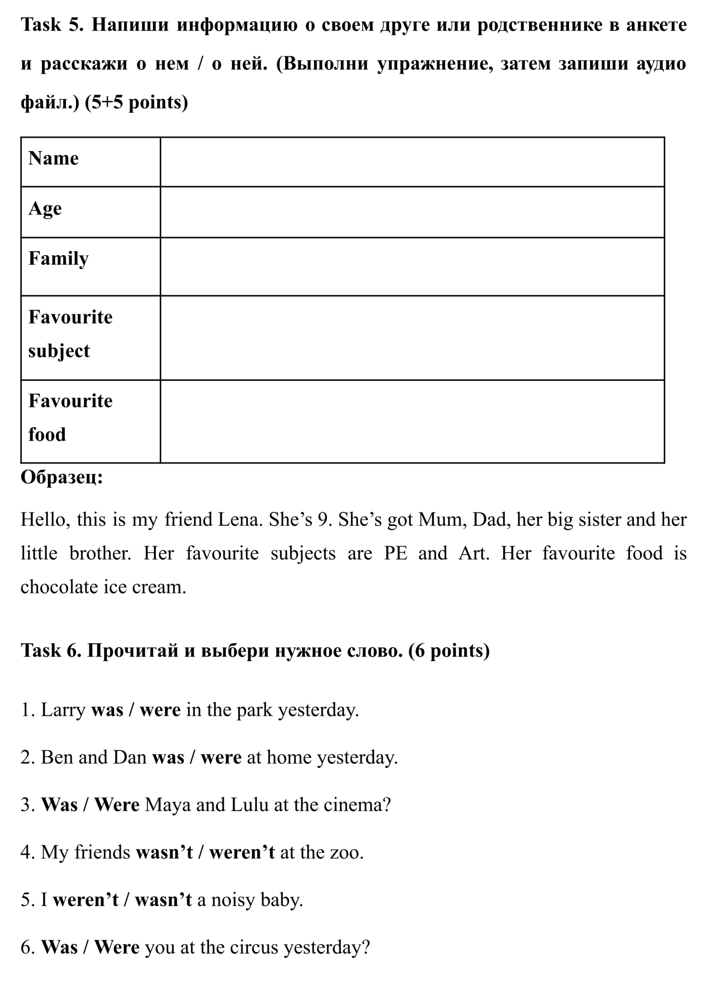 Task 5. Напиши информацию о своем друге или родственнике в анкете
и расскажи о нем / о ней. (Выполни упражнение, затем запиши аудио
файл.) (5+5 points)
Name
Age
Family
Favourite
subject
Favourite
food
Образец:
Hello, this is my friend Lena. She’s 9. She’s got Mum, Dad, her big sister and her
little brother. Her favourite subjects are PE and Art. Her favourite food is
chocolate ice cream.
Task 6. Прочитай и выбери нужное слово. (6 points)
1. Larry was / were in the park yesterday.
2. Ben and Dan was / were at home yesterday.
3. Was / Were Maya and Lulu at the cinema?
4. My friends wasn’t / weren’t at the zoo.
5. I weren’t / wasn’t a noisy baby.
6. Was / Were you at the circus yesterday?